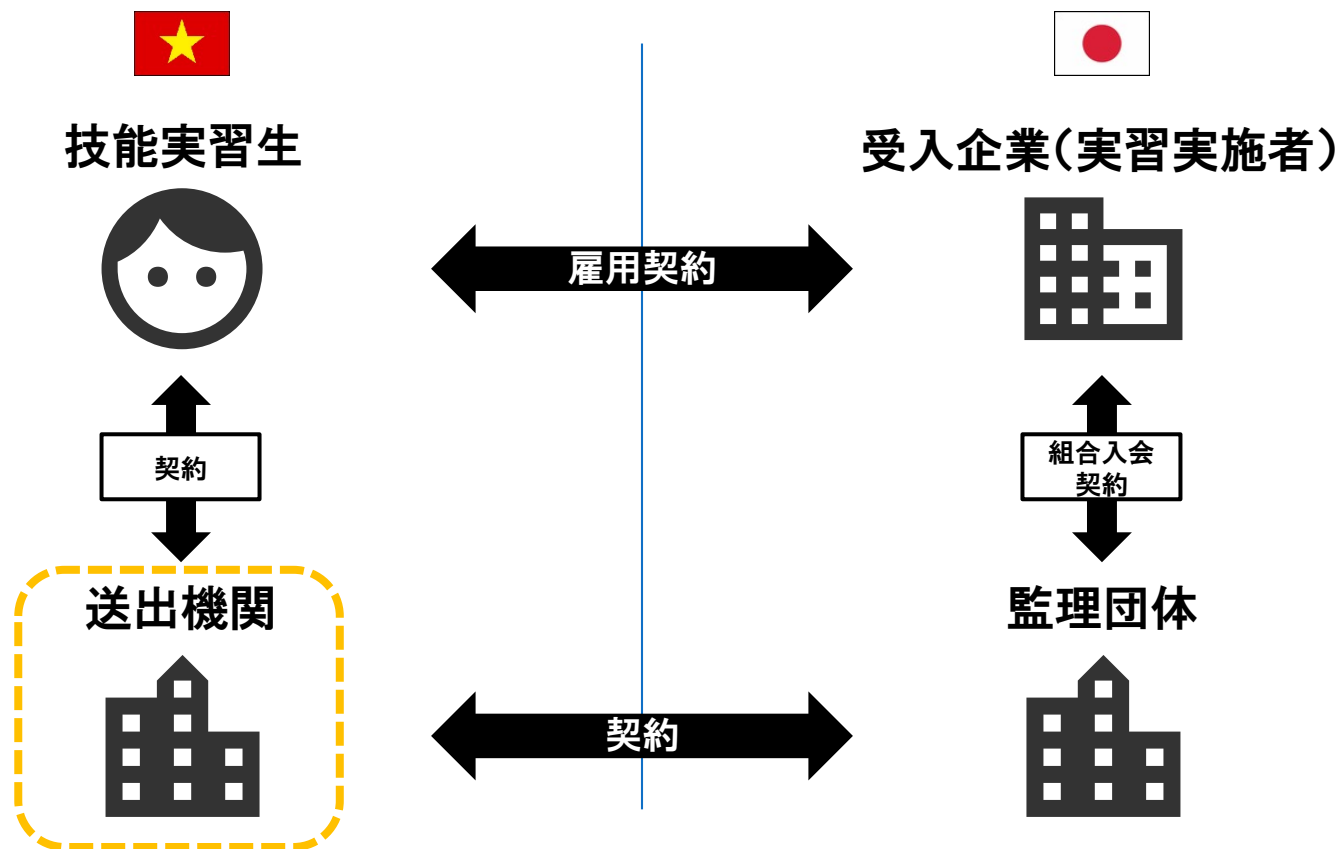 技能実習生
受入企業(実習実施者)
雇用契約
契約
組合入会
契約
送出機関
監理団体
契約